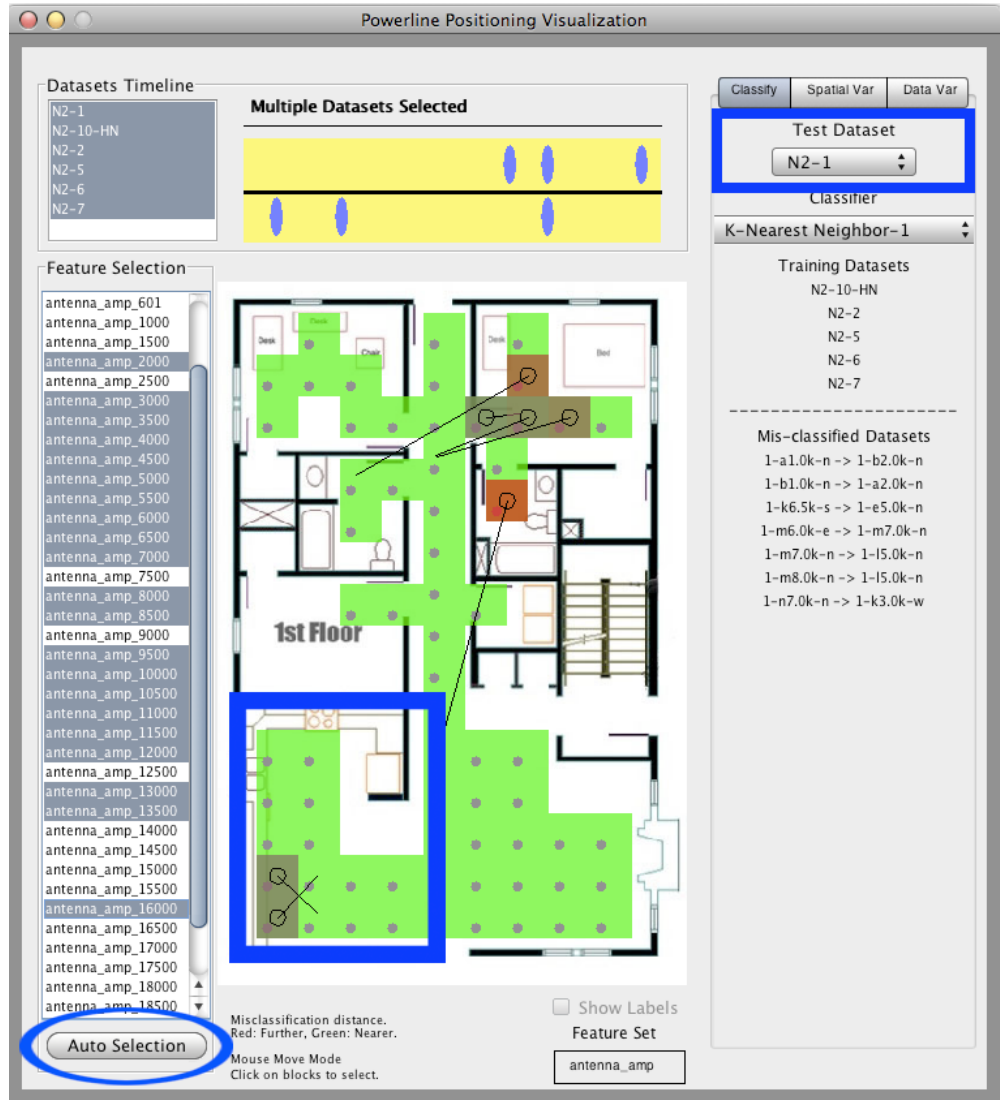 Powerline Positioning Visualization
Datasets Timeline
N2-1
N2-10-HN
N2-2
N2-5
N2-6
N2-7
Multiple Datasets Selected
Classify
Spatial Var
Data Var
Test Dataset
N2-1
Classifier
K-Nearest Neighbor-1
Training Datasets
N2-10-HN
N2-2
N2-5
N2-6
N2-7
Mis-classified Datasets
1-a1.0k-n -> 1-b2.0k-n
1-b1.0k-n -> 1-a2.0k-n
1-k6.5k-s -> 1-e5.0k-n
1-m6.0k-e -> 1-m7.0k-n
1-m7.0k-n -> 1-l5.0k-n
1-m8.0k-n -> 1-l5.0k-n
1-n7.0k-n -> 1-k3.0k-w
Feature Selection
antenna_amp_601
antenna_amp_1000
antenna_amp_1500
antenna_amp_2000
antenna_amp_2500
antenna_amp_3000
antenna_amp_3500
antenna_amp_4000
antenna_amp_4500
antenna_amp_5000
antenna_amp_5500
antenna_amp_6000
antenna_amp_6500
antenna_amp_7000
antenna_amp_7500
antenna_amp_8000
antenna_amp_8500
antenna_amp_9000
antenna_amp_9500
antenna_amp_10000
antenna_amp_10500
antenna_amp_11000
antenna_amp_11500
antenna_amp_12000
antenna_amp_12500
antenna_amp_13000
antenna_amp_13500
antenna_amp_14000
antenna_amp_14500
antenna_amp_15000
antenna_amp_15500
antenna_amp_16000
antenna_amp_16500
antenna_amp_17000
antenna_amp_17500
antenna_amp_18000
antenna_amp_18500
Auto Selection
Desk
Desk
Chair
Desk
Bed
1st Floor
Misclassification distance.
Red: Further, Green: Nearer.
Mouse Move Mode
Click on blocks to select.
Show Labels
Feature Set
antenna_amp